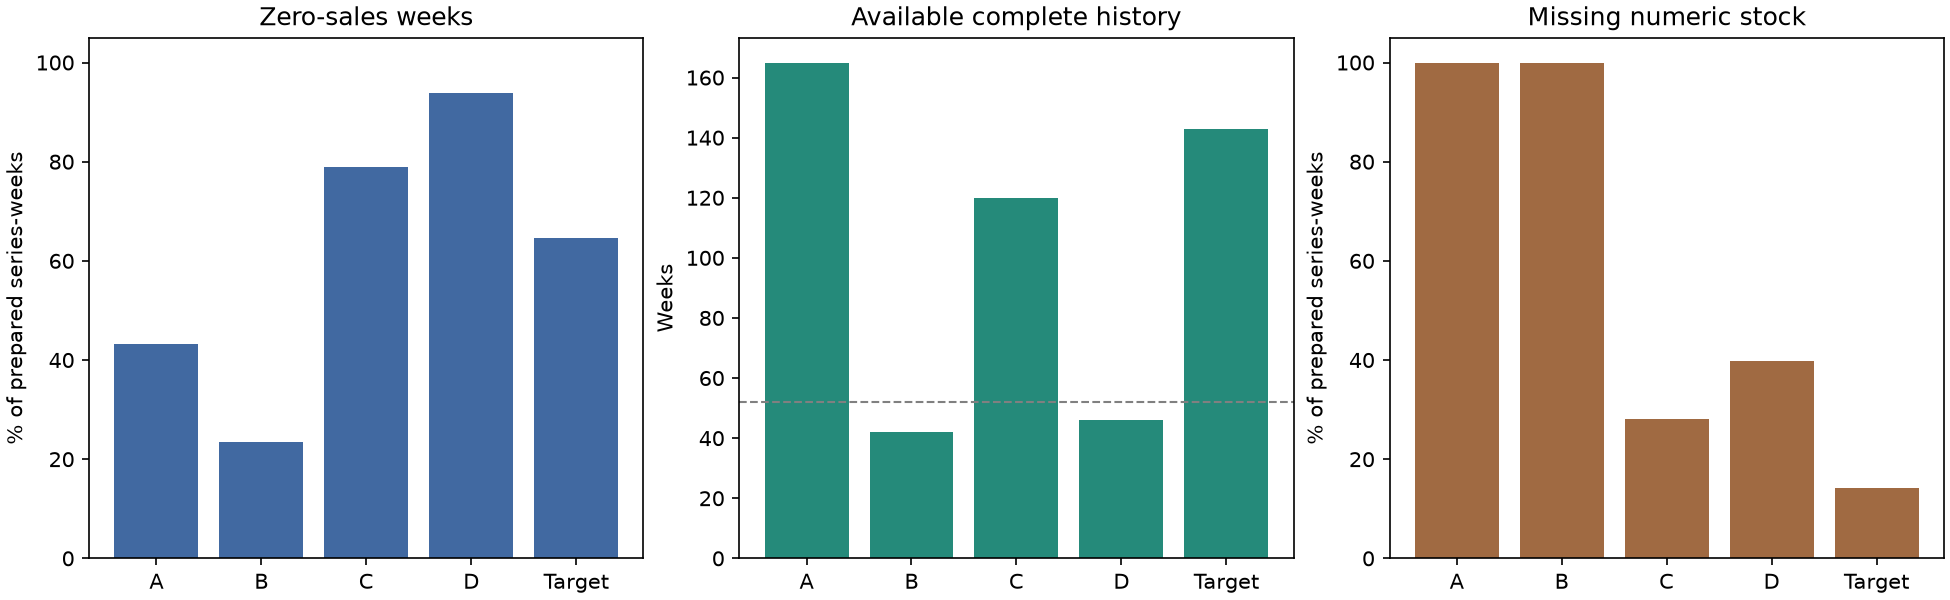 Zero-sales weeks
% of prepared series-weeks
100
80
60
40
20
0
A B C D Target
Available complete history
Weeks
160
140
120
100
80
60
40
20
0
A B C D Target
Missing numeric stock
% of prepared series-weeks
100
80
60
40
20
0
A B C D Target